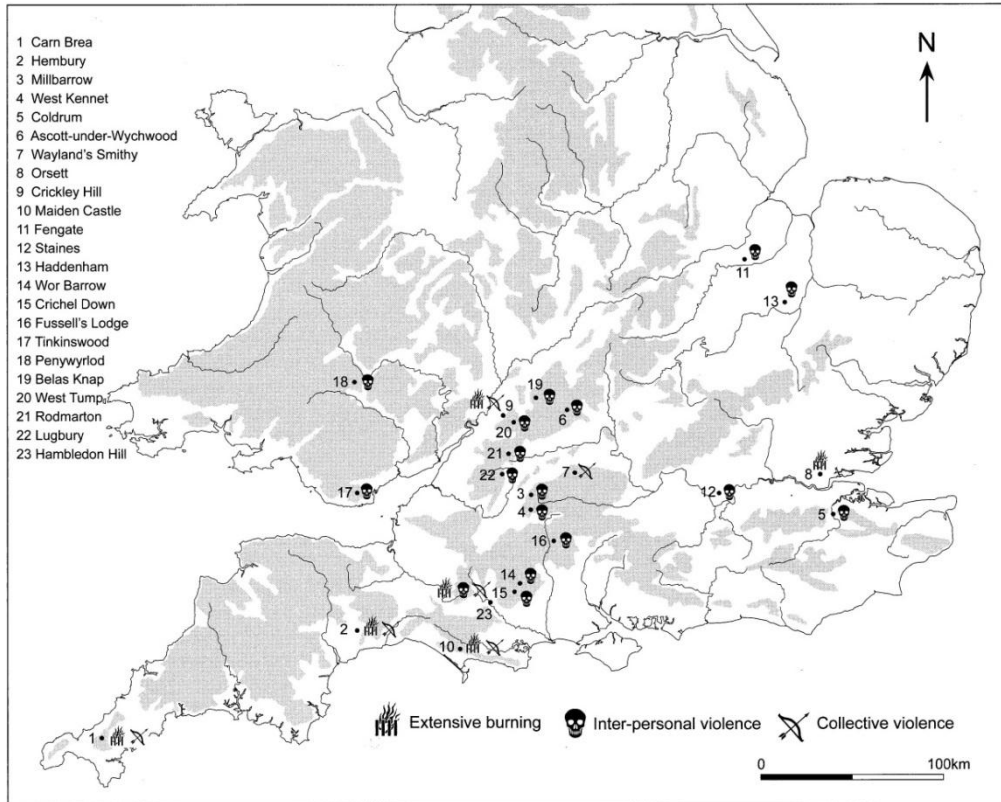 1 Carn Brea
2 Hembury
3 Millbarrow
4 West Kennet
5 Coldrum
6 Ascott-under-Wychwood
7 Wayland's Smithy
8 Orsett
9 Crickley Hill
10 Maiden Castle
11 Fengate
12 Staines
13 Haddenham
14 Wor Barrow
15 Crichel Down
16 Fussell's Lodge
17 Tinkinswood
18 Penywyrlod
19 Belas Knap
20 West Tump
21 Rodmarton
22 Lugbury
23 Hambledon Hill
N
11
13
18
19
9
6
20
21
22
7
8
17
3
12
4
5
16
14
15
23
2
10
1
Extensive burning
Inter-personal violence
Collective violence
0 100km